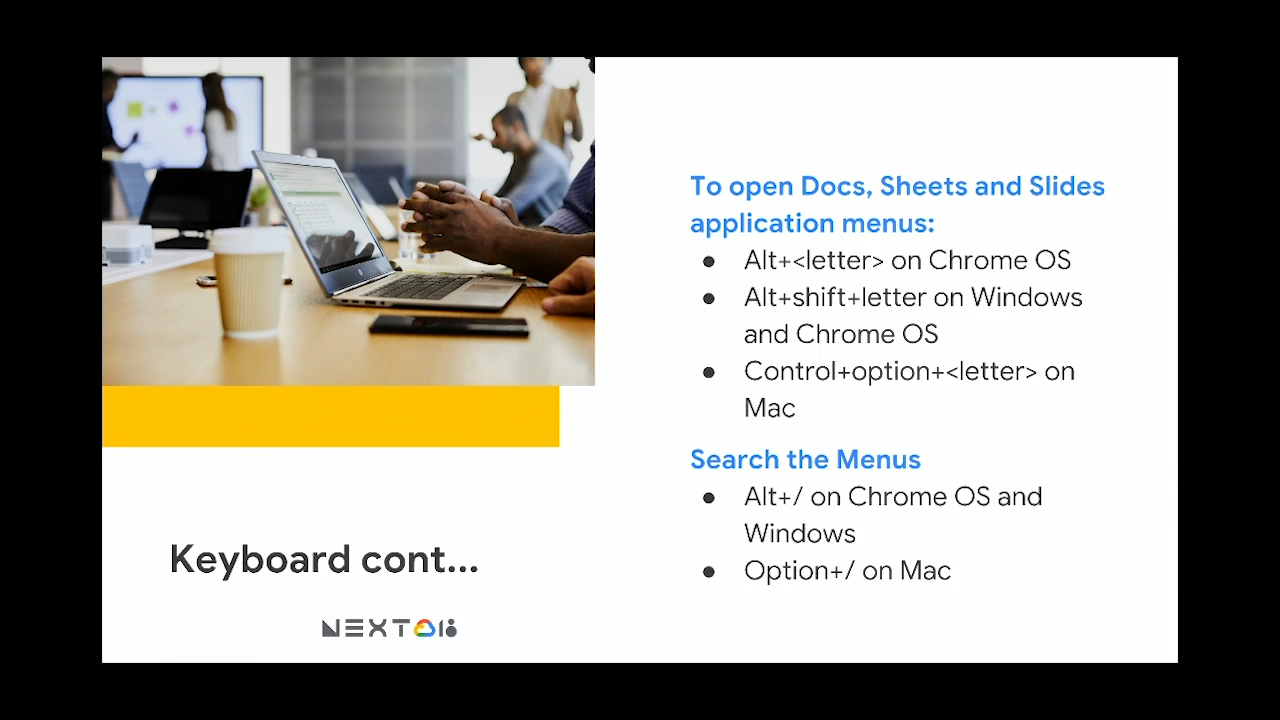 To open Docs, Sheets and Slides
application menus:
● Alt+<letter> on Chrome OS
● Alt+shift+letter on Windows
and Chrome OS
● Control+option+<letter> on
Mac
Search the Menus
● Alt+/ on Chrome OS and
Windows
● Option+/ on Mac
Keyboard cont...
NEXT 18